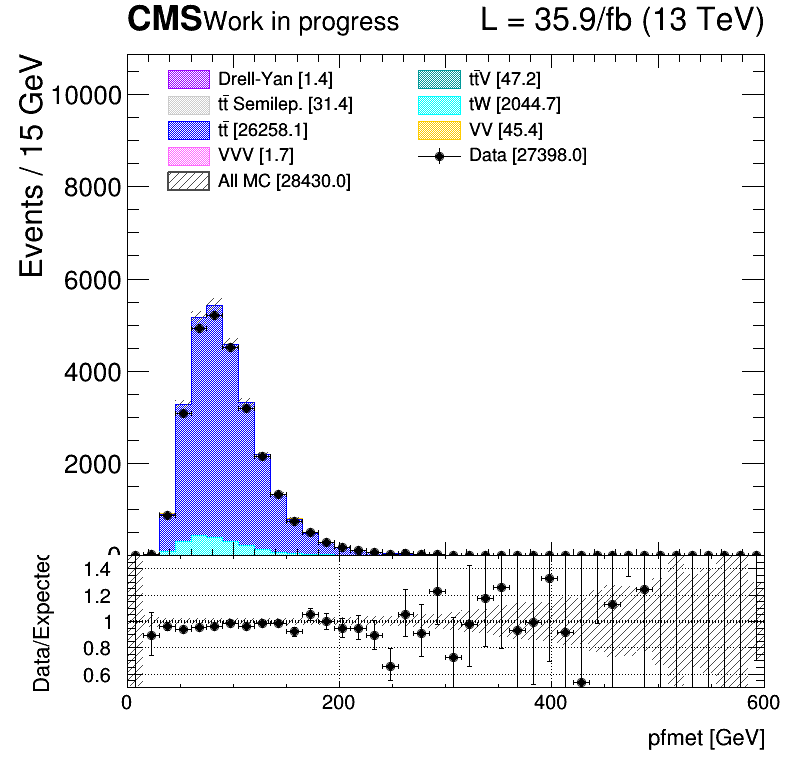 CMS Work in progress L = 35.9/fb (13 TeV)
Events / 15 GeV
10000
8000
6000
4000
2000
0
Drell-Yan [1.4]
tt̄ Semilep. [31.4]
tt̄ [26258.1]
VVV [1.7]
All MC [28430.0]
tt̄V [47.2]
tW [2044.7]
VV [45.4]
Data [27398.0]
Data/Expected
1.4
1.2
1
0.8
0.6
0 200 400 600
pfmet [GeV]